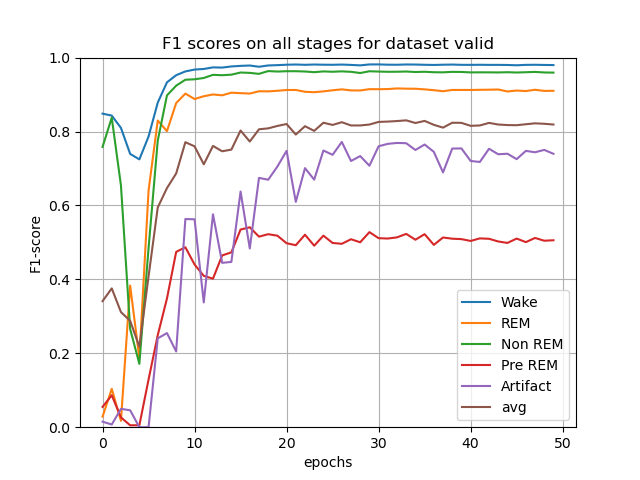 F1 scores on all stages for dataset valid
1.0
0.8
0.6
0.4
0.2
0.0
F1-score
0 10 20 30 40 50
epochs
Wake
REM
Non REM
Pre REM
Artifact
avg